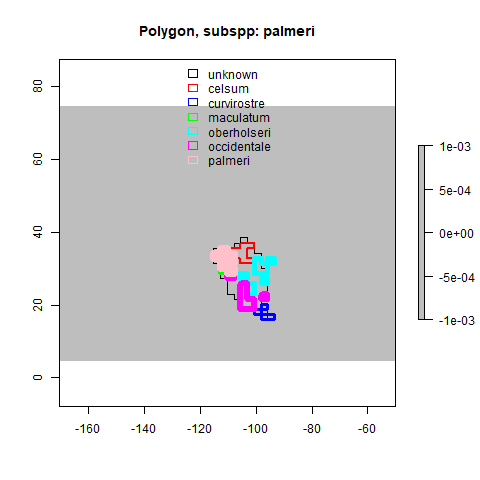 Polygon, subspp: palmeri
unknown
celsum
curvirostre
maculatum
oberholseri
occidentale
palmeri
80
60
40
20
0
-160
-140
-120
-100
-80
-60
1e-03
5e-04
0e+00
-5e-04
-1e-03